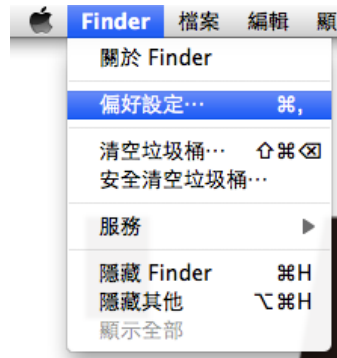 Finder 檔案 編輯 顯
關於 Finder
偏好設定⋯ ⌘,
清空垃圾桶⋯ ⇧⌘⌫
安全清空垃圾桶⋯
服務 ▶
隱藏 Finder ⌘H
隱藏其他 ⌥⌘H
顯示全部